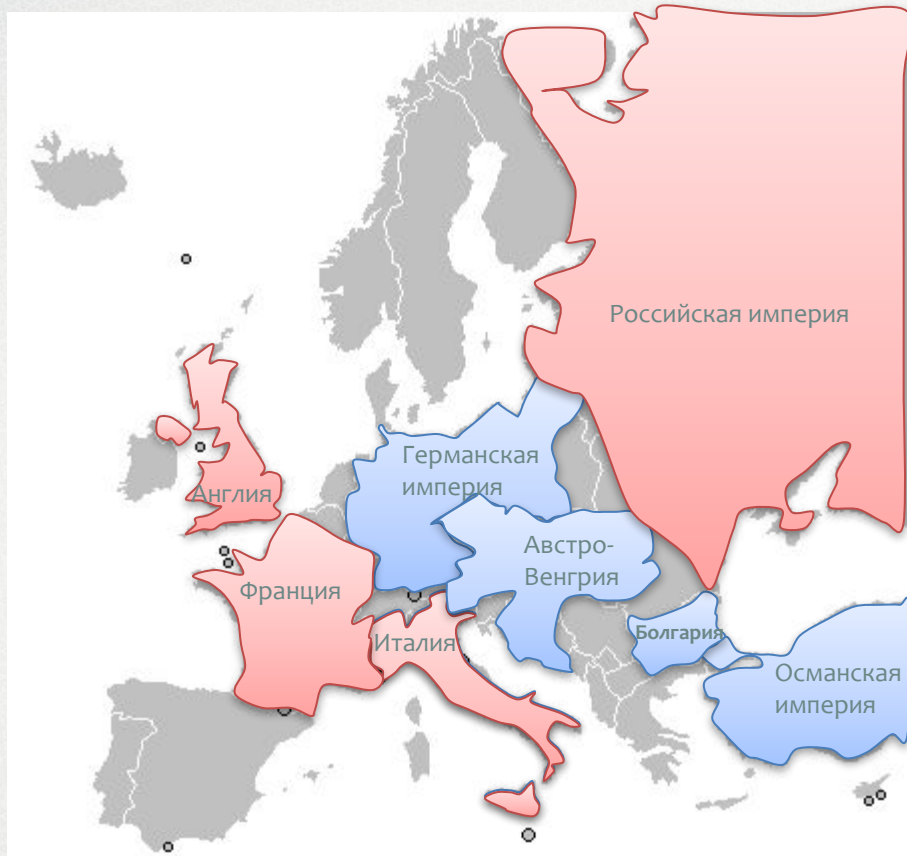 Российская империя
Германская
империя
Англия
Австро-
Венгрия
Франция
Италия
Болгария
Османская
империя